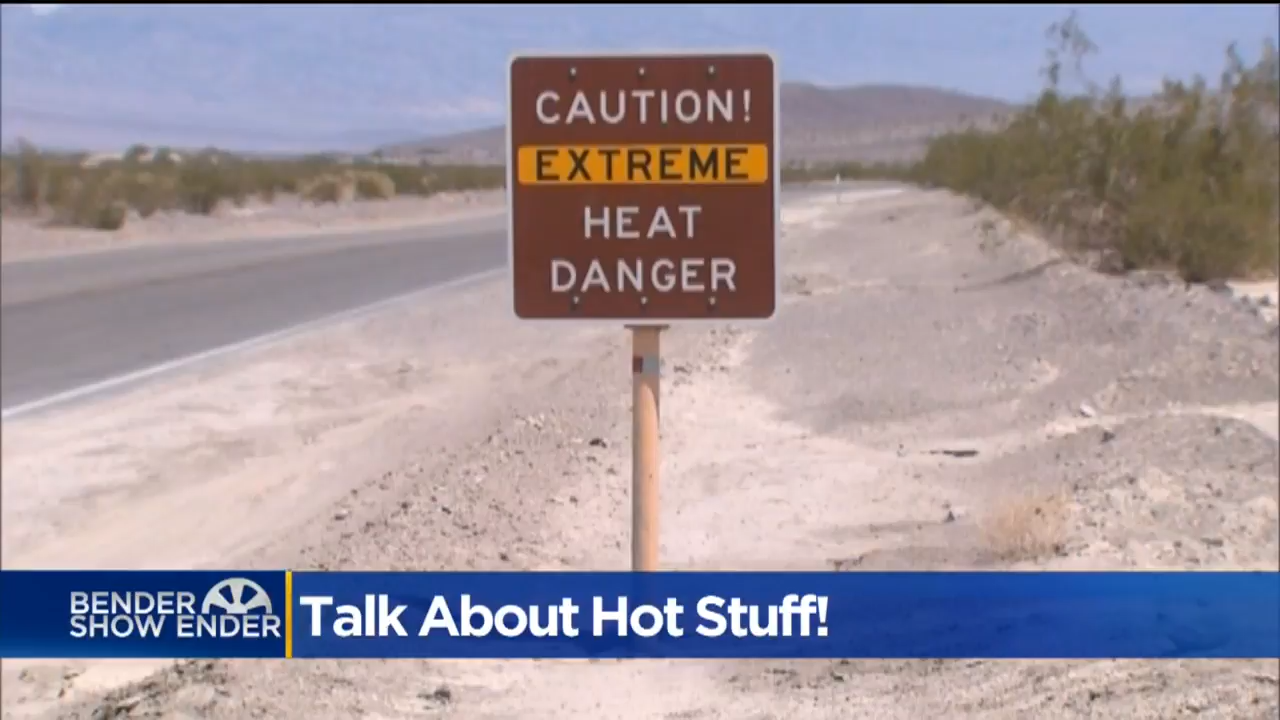 CAUTION!
EXTREME
HEAT
DANGER
BENDER
SHOW ENDER
Talk About Hot Stuff!